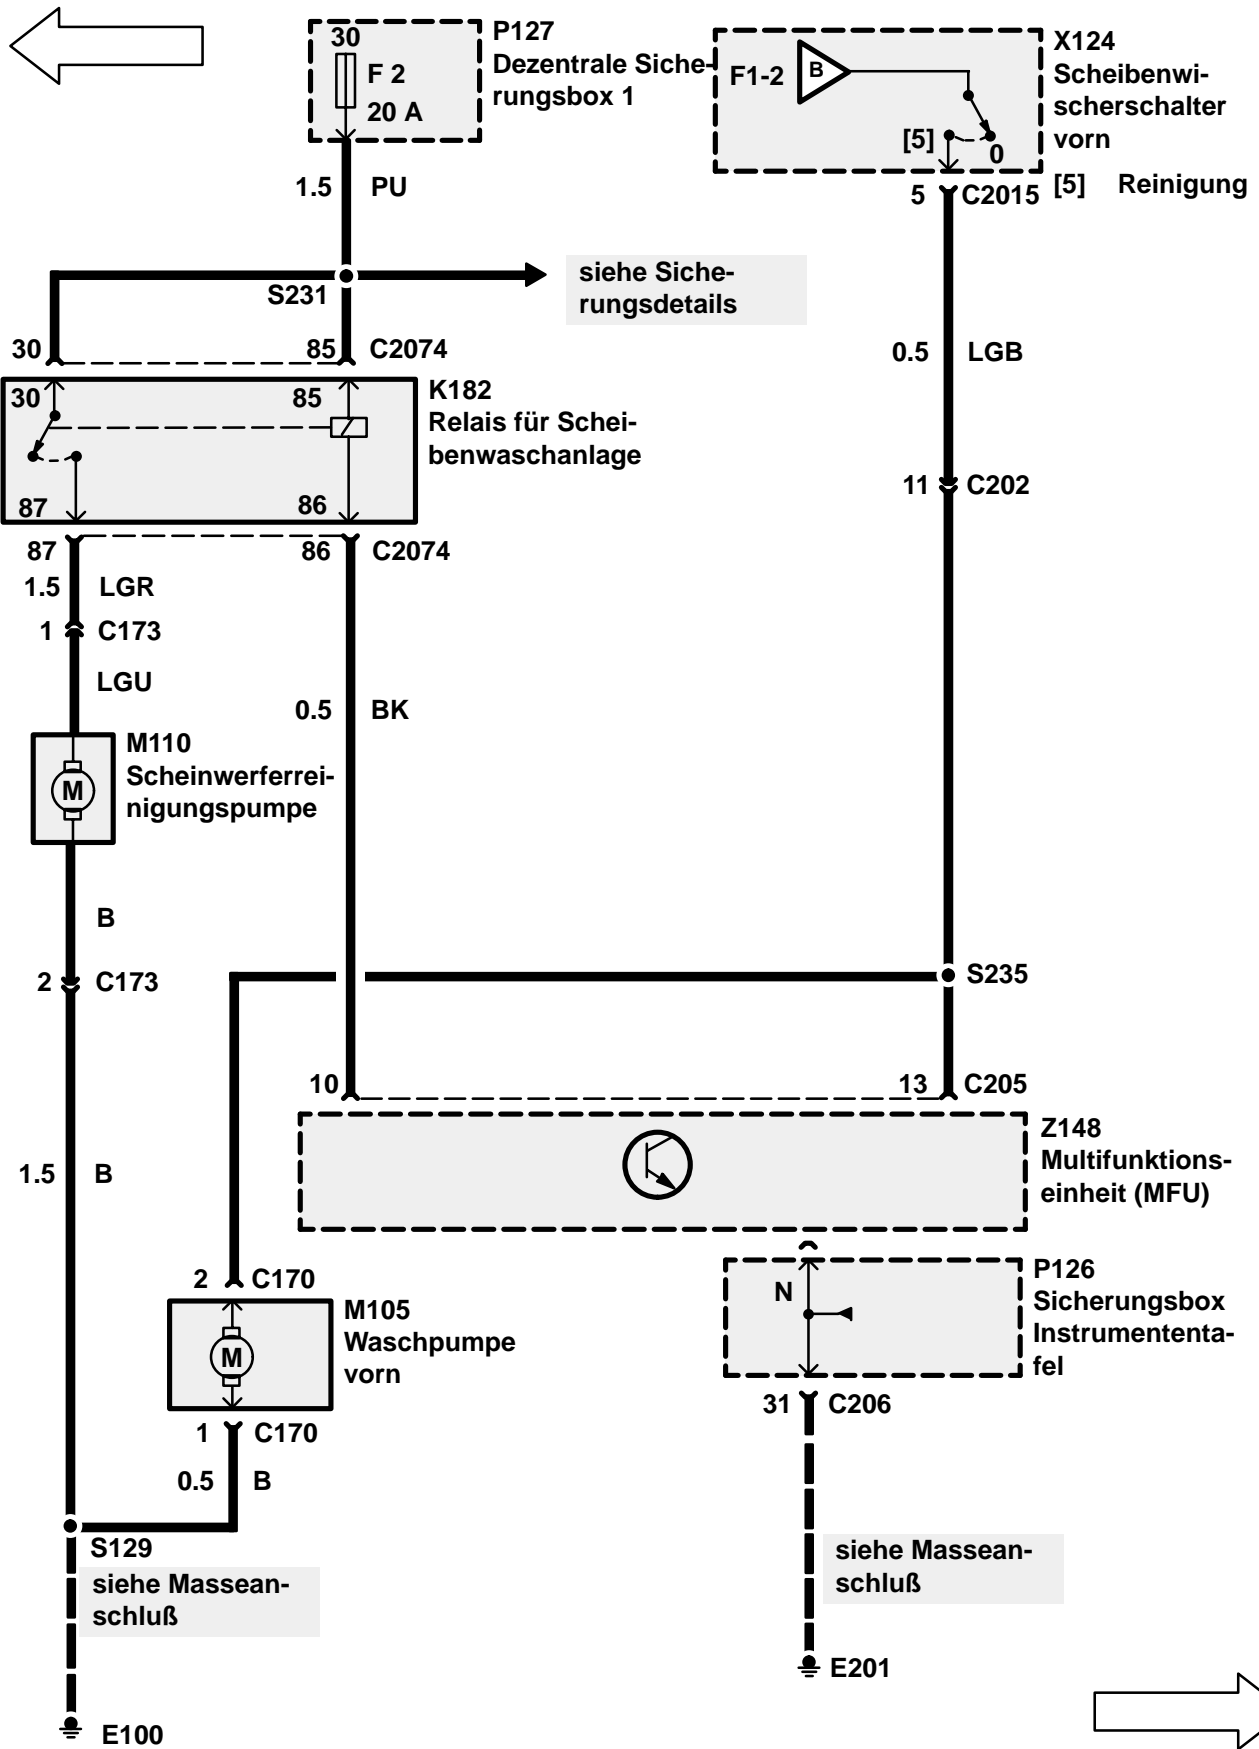 30
F 2
20 A
P127
Dezentrale Siche-
rungsbox 1
F1-2
B
[5]
0
X124
Scheibenwi-
scherschalter
vorn
[5] Reinigung
1.5 PU
5 C2015
S231
siehe Siche-
rungsdetails
30
85 C2074
0.5 LGB
30
85
87
86
K182
Relais für Schei-
benwaschanlage
11 C202
87
86 C2074
1.5 LGR
1 C173
LGU
0.5 BK
M110
Scheinwerferrei-
nigungspumpe
M
B
2 C173
S235
10
13 C205
Z148
Multifunktions-
einheit (MFU)
1.5 B
2 C170
M105
Waschpumpe
vorn
M
N
P126
Sicherungsbox
Instrumententa-
fel
1 C170
31 C206
0.5 B
S129
siehe Massean-
schluß
siehe Massean-
schluß
E201
E100